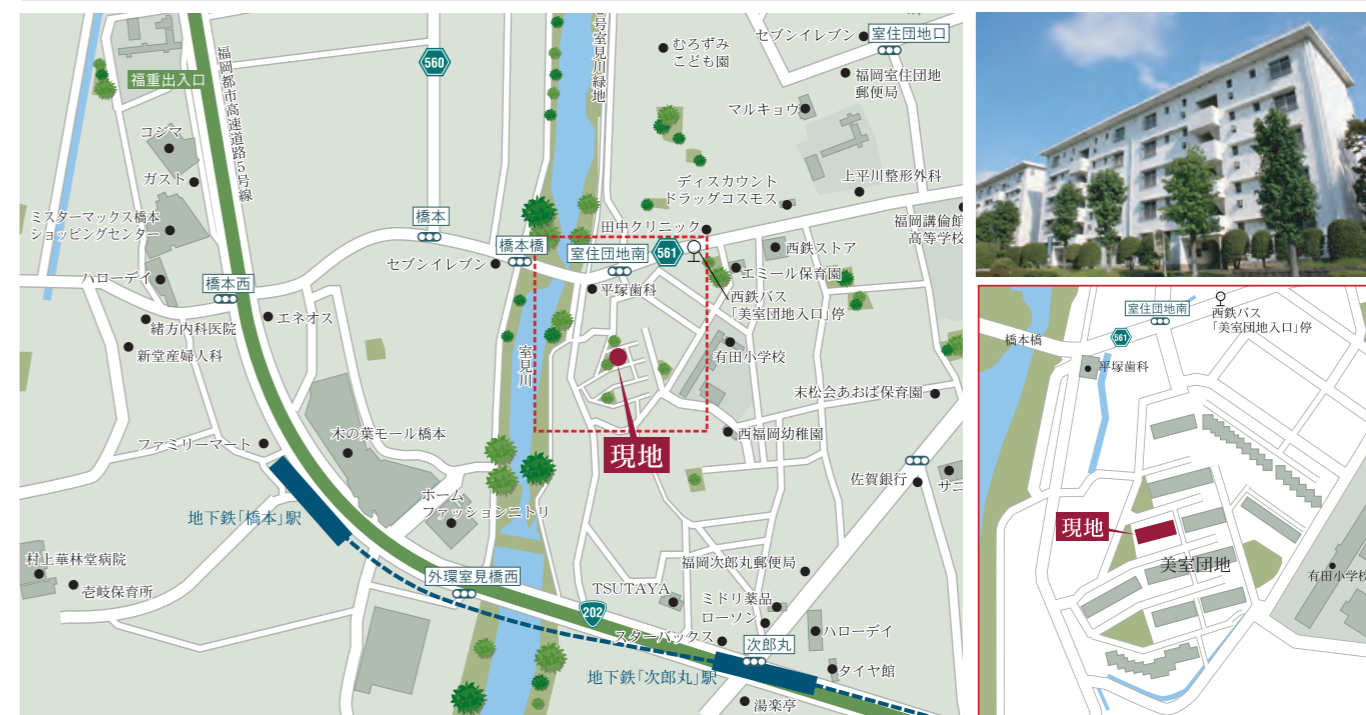 福重出入口
福岡都市高速道路5号線
560
号室見川緑地
むろずみ
こども園
セブンイレブン
室住団地口
福岡室住団地
郵便局
マルキョウ
コジマ
ガスト
ミスターマックス橋本
ショッピングセンター
ハローデイ
橋本西
緒方内科医院
新堂産婦人科
エネオス
橋本
セブンイレブン
橋本橋
室住団地南
561
田中クリニック
ディスカウント
ドラッグコスモス
上平川整形外科
福岡講倫館
高等学校
西鉄ストア
エミール保育園
西鉄バス
「美室団地入口」停
平塚歯科
室見川
有田小学校
末松会あおば保育園
西福岡幼稚園
現地
佐賀銀行
サニ
ファミリーマート
木の葉モール橋本
地下鉄「橋本」駅
ホーム
ファッションニトリ
村上華林堂病院
壱岐保育所
外環室見橋西
202
福岡次郎丸郵便局
TSUTAYA
ミドリ薬品
ローソン
スターバックス
ハローデイ
次郎丸
地下鉄「次郎丸」駅
タイヤ館
湯楽亭
室住団地南
西鉄バス
「美室団地入口」停
橋本橋
561
平塚歯科
現地
美室団地
有田小学校